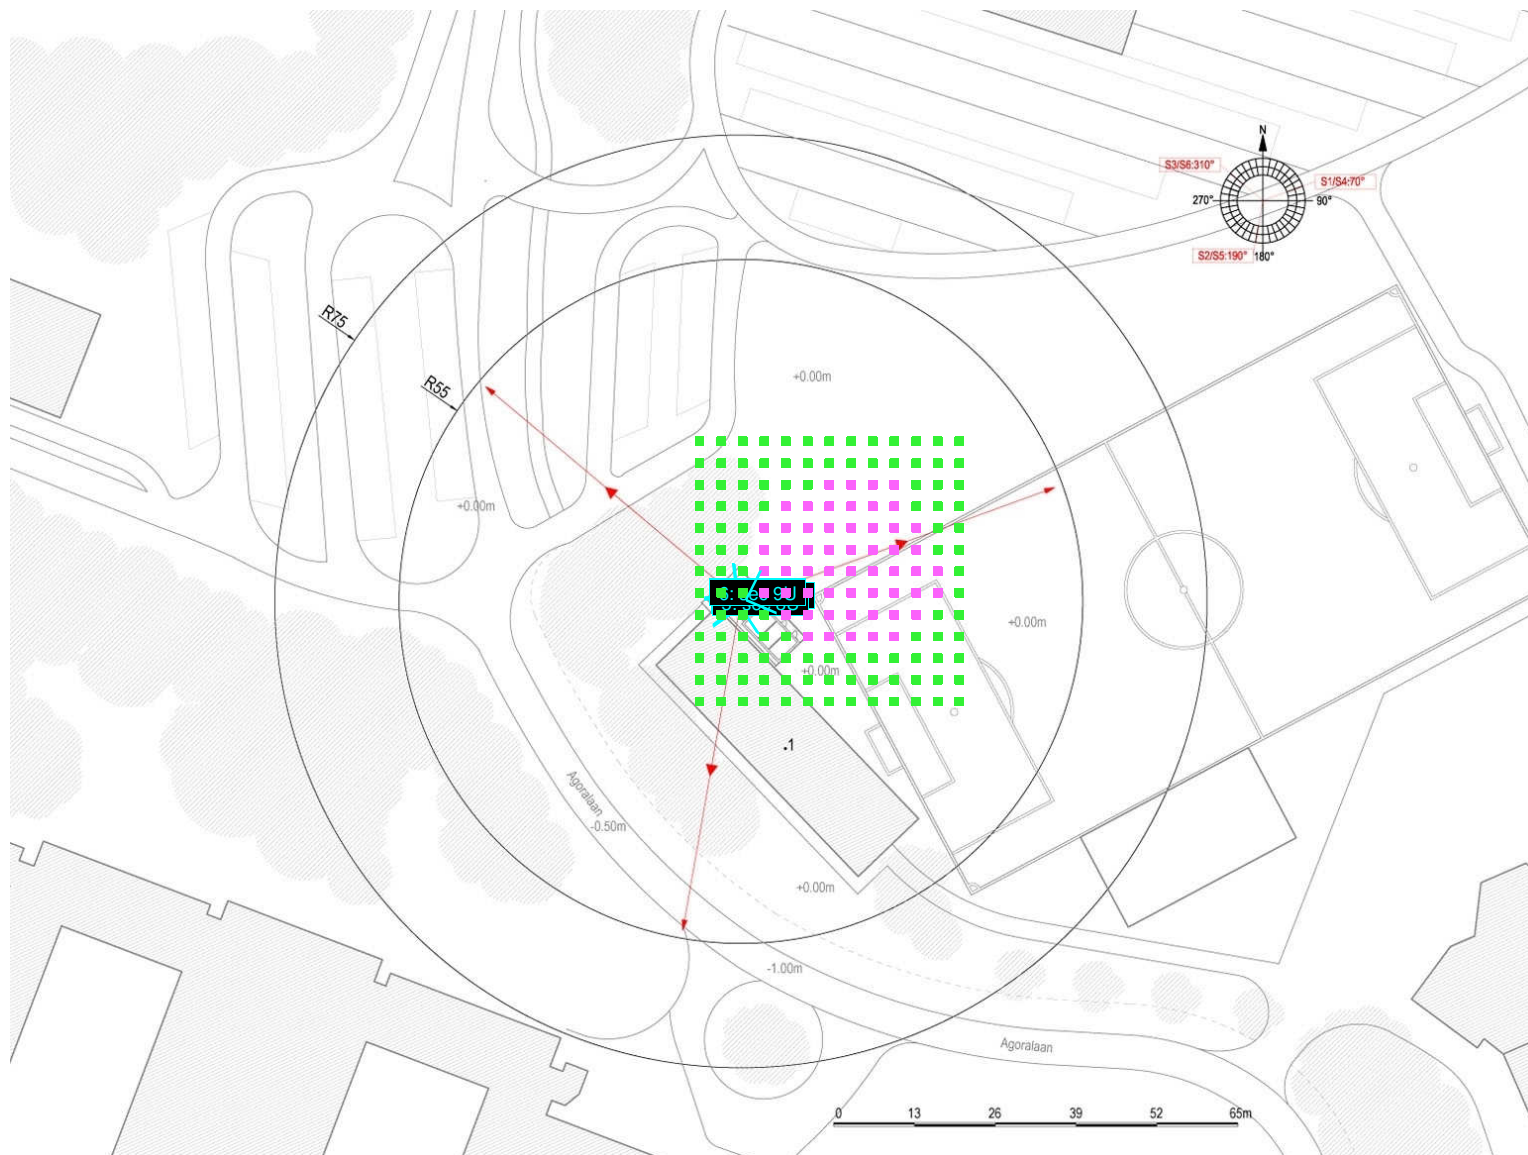 N
S3/S6:310°
S1/S4:70°
270°
90°
S2/S5:190°
180°
R75
R55
+0.00m
+0.00m
+0.00m
+0.00m
.1
Agoralaan
-0.50m
+0.00m
-1.00m
Agoralaan
0 13 26 39 52 65m